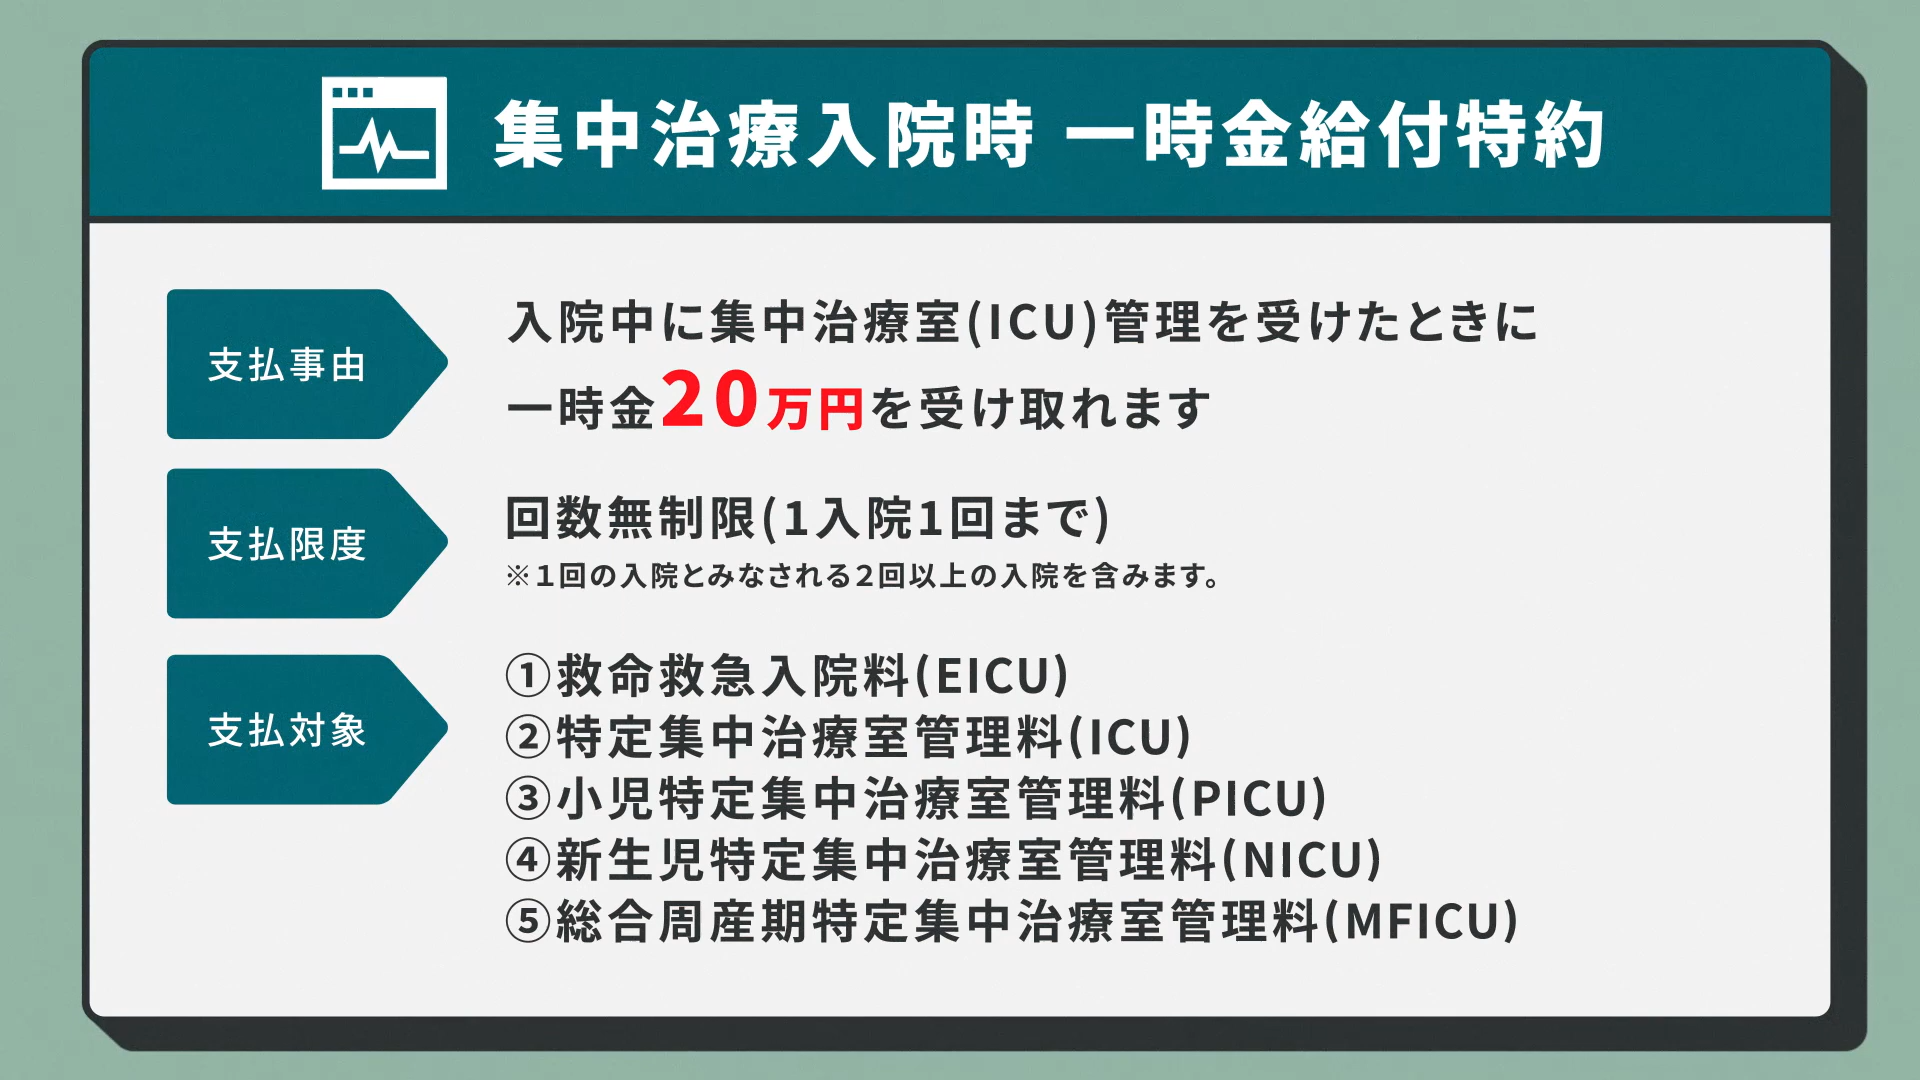 集中治療入院時 一時金給付特約
支払事由
入院中に集中治療室(ICU)管理を受けたときに
一時金20万円を受け取れます
支払限度
回数無制限(1入院1回まで)
※1回の入院とみなされる2回以上の入院を含みます。
支払対象
①救命救急入院料(EICU)
②特定集中治療室管理料(ICU)
③小児特定集中治療室管理料(PICU)
④新生児特定集中治療室管理料(NICU)
⑤総合周産期特定集中治療室管理料(MFICU)